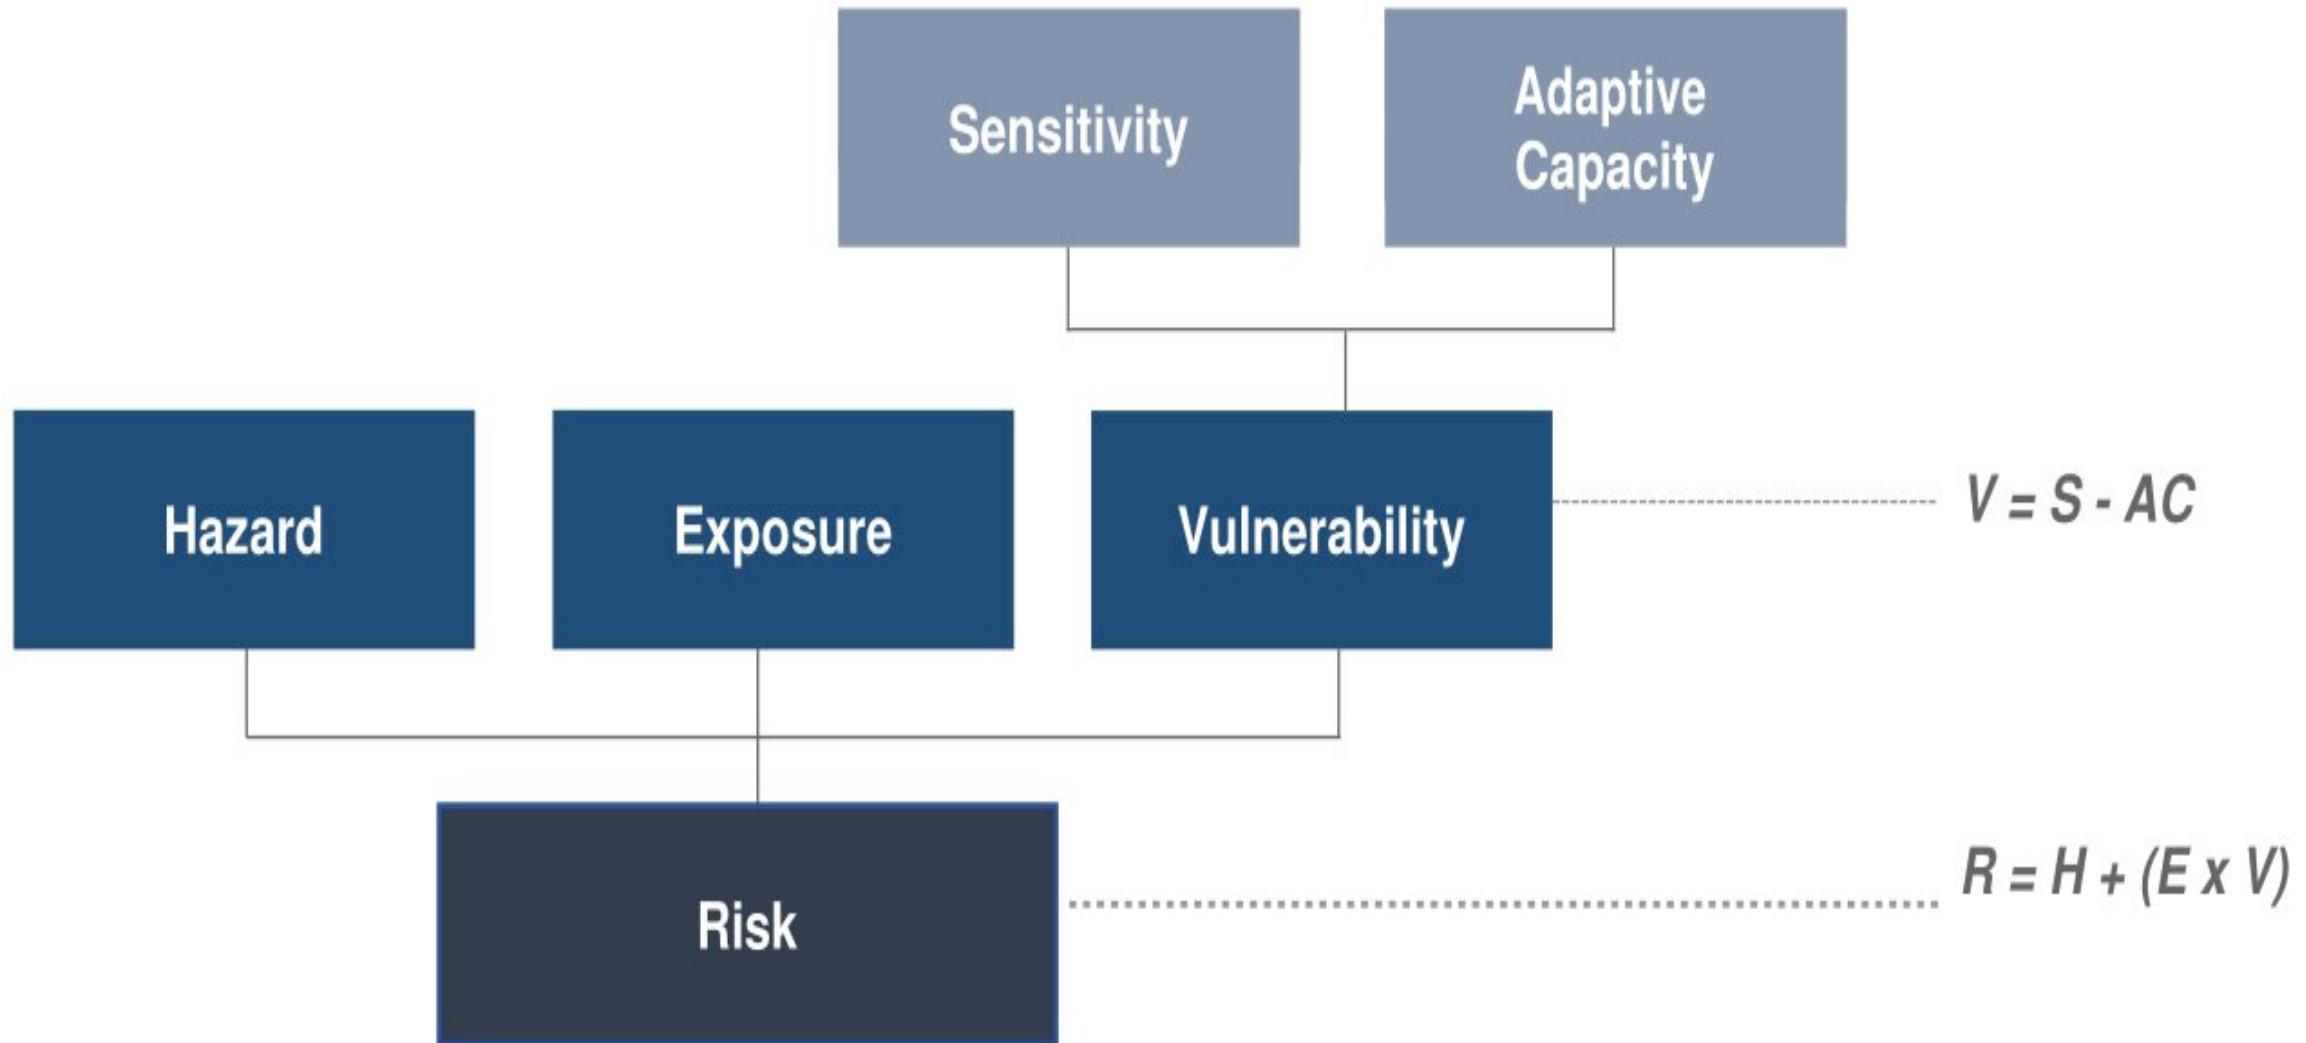 Sensitivity
Adaptive
Capacity
Hazard
Exposure
Vulnerability
V = S - AC
Risk
R = H + (E x V)